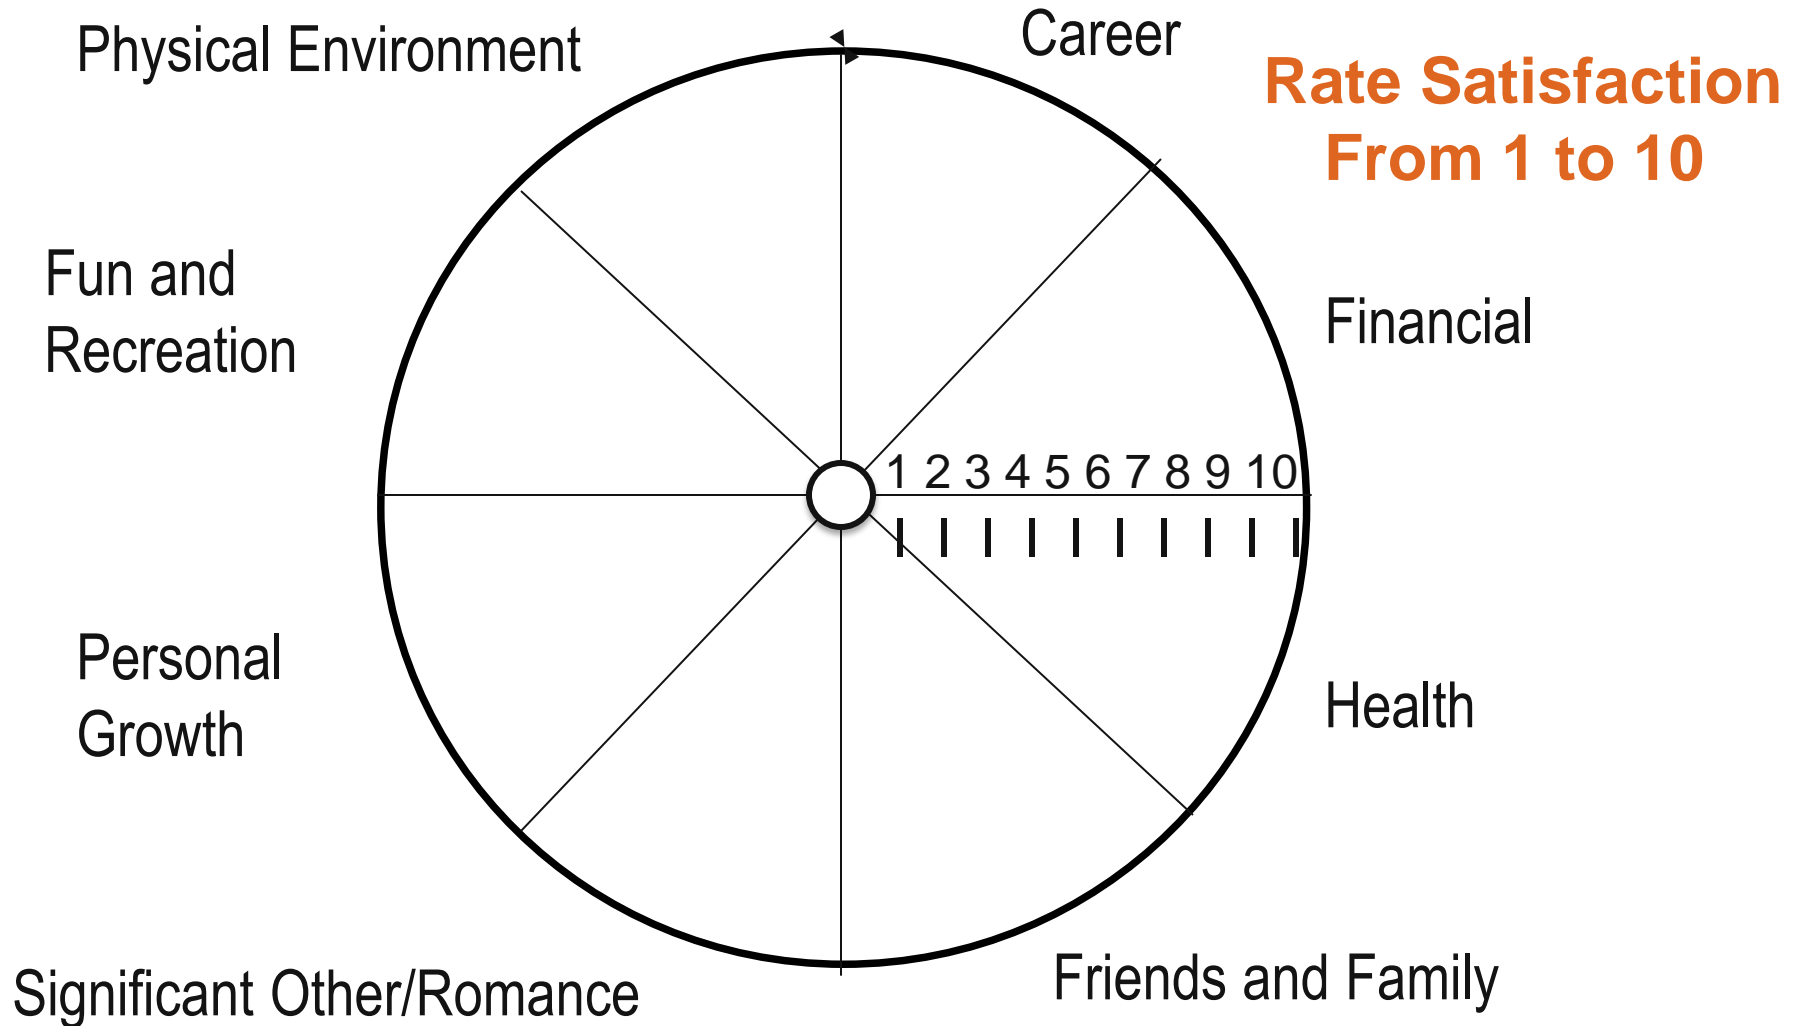 Physical Environment
Career
Rate Satisfaction
From 1 to 10
Fun and
Recreation
Financial
1 2 3 4 5 6 7 8 9 10
Personal
Growth
Health
Significant Other/Romance
Friends and Family